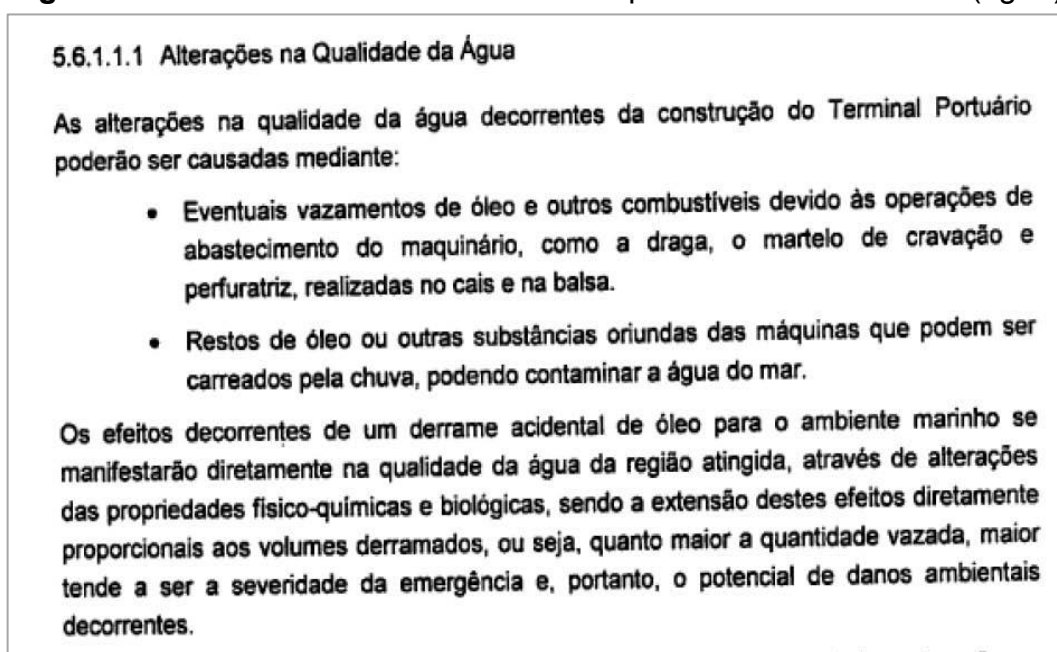 5.6.1.1.1 Alterações na Qualidade da Água
As alterações na qualidade da água decorrentes da construção do Terminal Portuário
poderão ser causadas mediante:
• Eventuais vazamentos de óleo e outros combustíveis devido às operações de
abastecimento do maquinário, como a draga, o martelo de cravação e
perfuratriz, realizadas no cais e na balsa.
• Restos de óleo ou outras substâncias oriundas das máquinas que podem ser
carreados pela chuva, podendo contaminar a água do mar.
Os efeitos decorrentes de um derrame acidental de óleo para o ambiente marinho se
manifestarão diretamente na qualidade da água da região atingida, através de alterações
das propriedades físico-químicas e biológicas, sendo a extensão destes efeitos diretamente
proporcionais aos volumes derramados, ou seja, quanto maior a quantidade vazada, maior
tende a ser a severidade da emergência e, portanto, o potencial de danos ambientais
decorrentes.